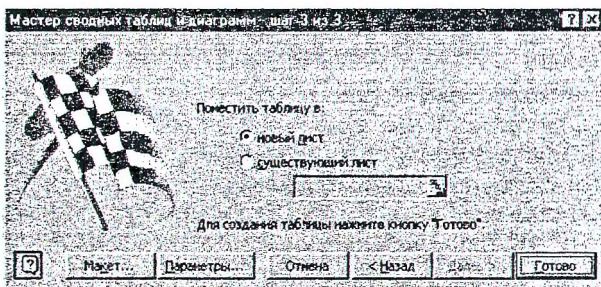 Мастер сводных таблиц и диаграмм - шаг 3 из 3
Поместить таблицу в:
новый лист
существующий лист
Для создания таблицы нажмите кнопку "Готово".
Макет... Параметры... Отмена < Назад Далее > Готово